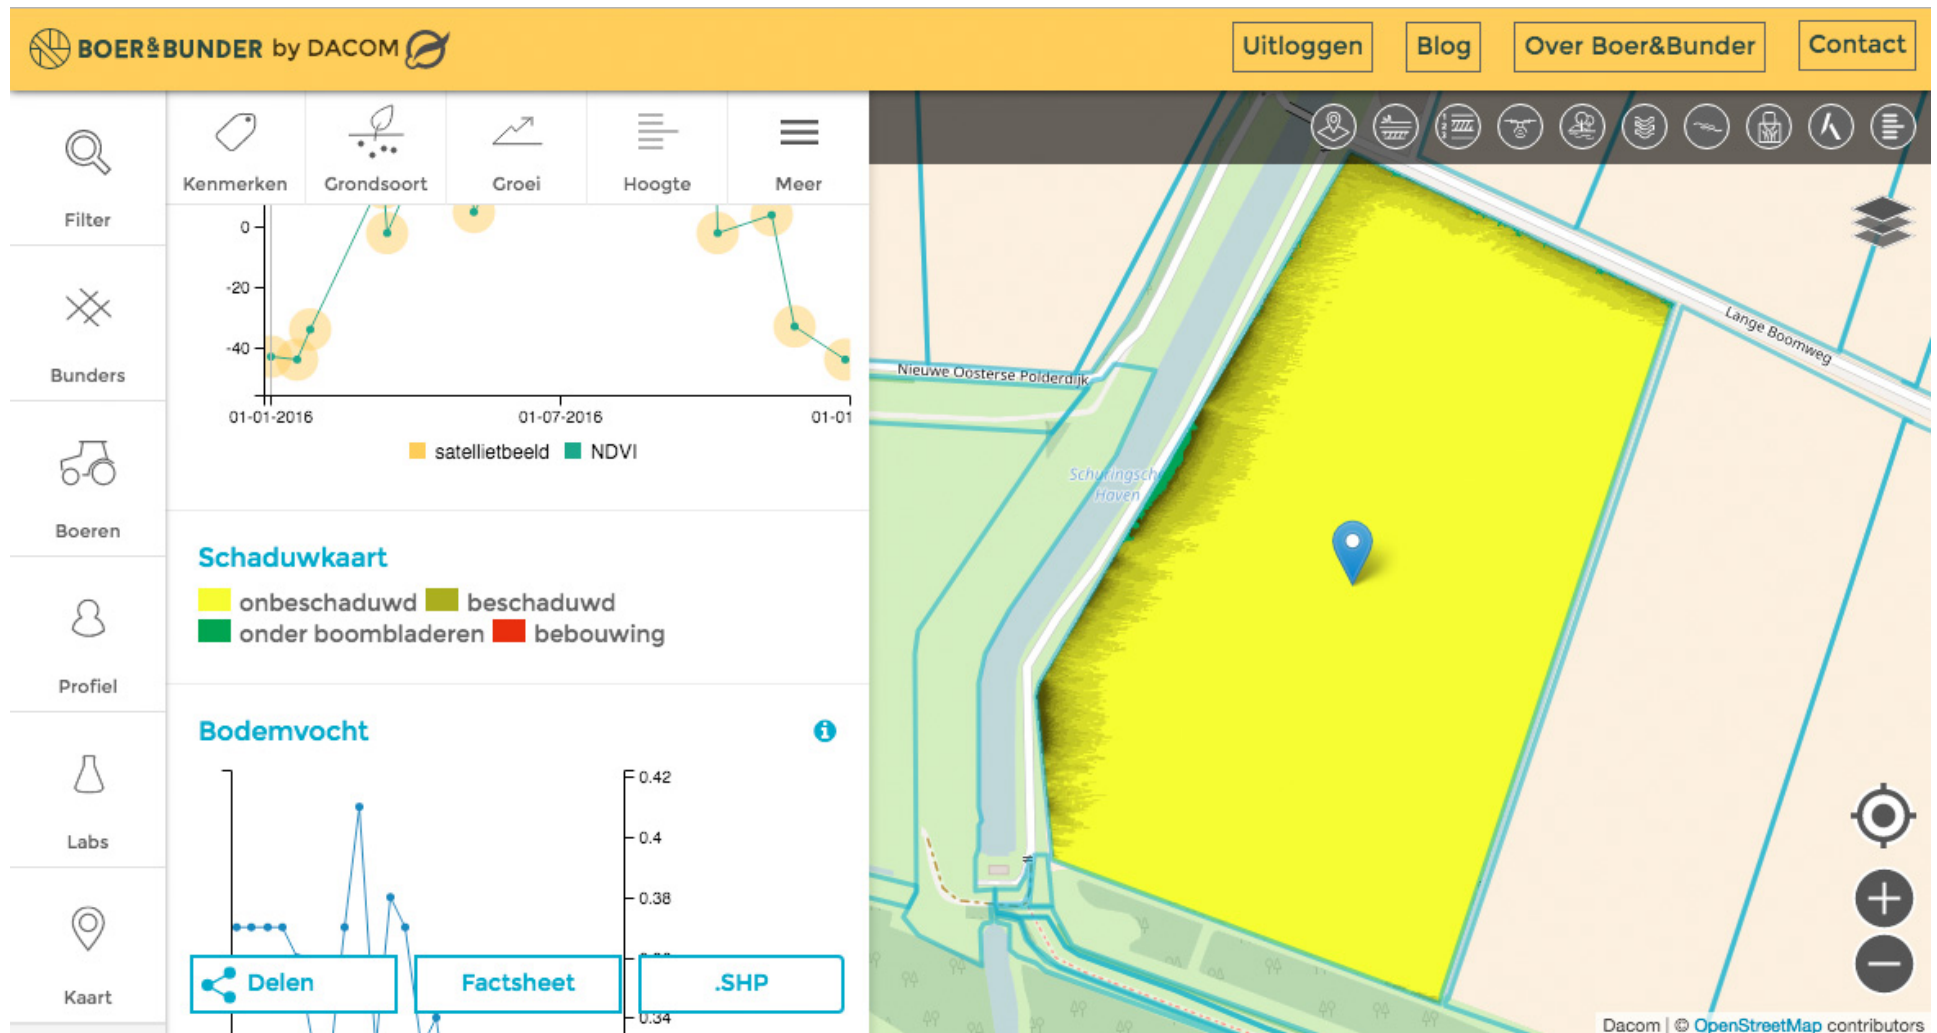 BOER&BUNDER by DACOM
Uitloggen
Blog
Over Boer&Bunder
Contact
Filter
Bunders
Boeren
Profiel
Labs
Kaart
Kenmerken
Grondsoort
Groei
Hoogte
Meer
0
-20
-40
01-01-2016
01-07-2016
01-01
satellietbeeld
NDVI
Schaduwkaart
onbeschaduwd
beschaduwd
onder boombladeren
bebouwing
Bodemvocht
0.42
0.4
0.38
0.34
Delen
Factsheet
.SHP
Lange Boomweg
Nieuwe Oosterse Polderdijk
Haven
Dacom | © OpenStreetMap contributors